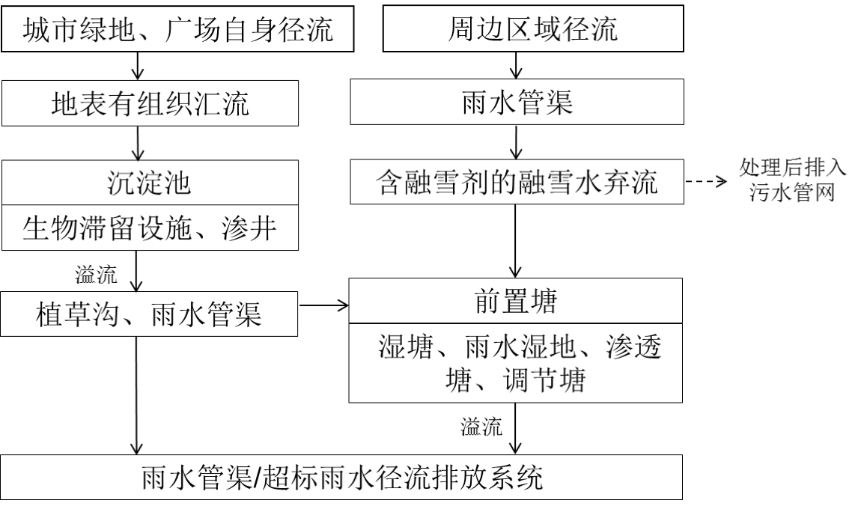 城市绿地、广场自身径流
周边区域径流
地表有组织汇流
雨水管渠
沉淀池
含融雪剂的融雪水弃流
处理后排入
污水管网
生物滞留设施、渗井
溢流
植草沟、雨水管渠
前置塘
湿塘、雨水湿地、渗透
塘、调节塘
溢流
雨水管渠/超标雨水径流排放系统